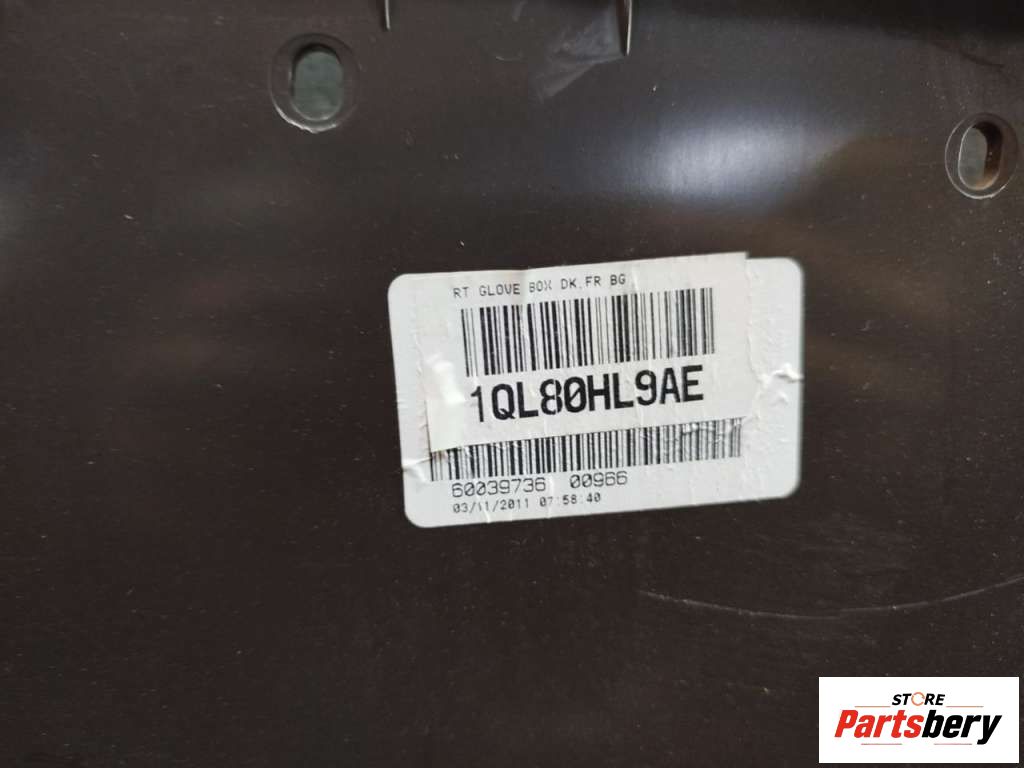 RT GLOVE BOX DK.FR BG
1QL80HL9AE
60039736 00966
03/11/2011 07:58:40
STORE
Partsbery